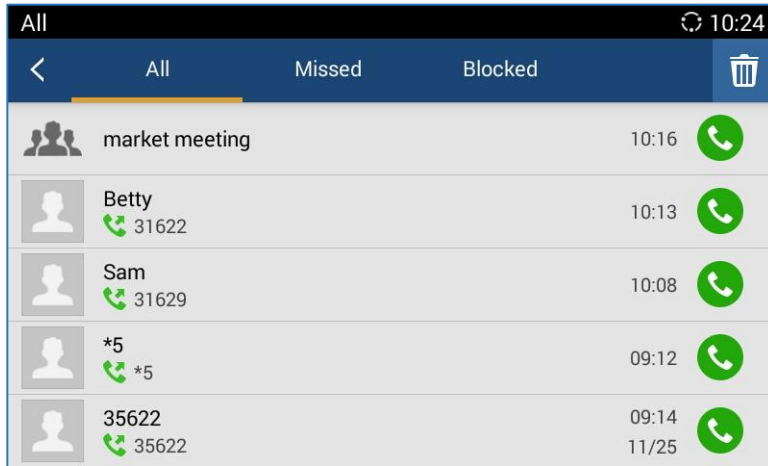 All 10:24
All Missed Blocked
market meeting 10:16
Betty
31622 10:13
Sam
31629 10:08
*5
*5 09:12
35622 09:14
35622 11/25